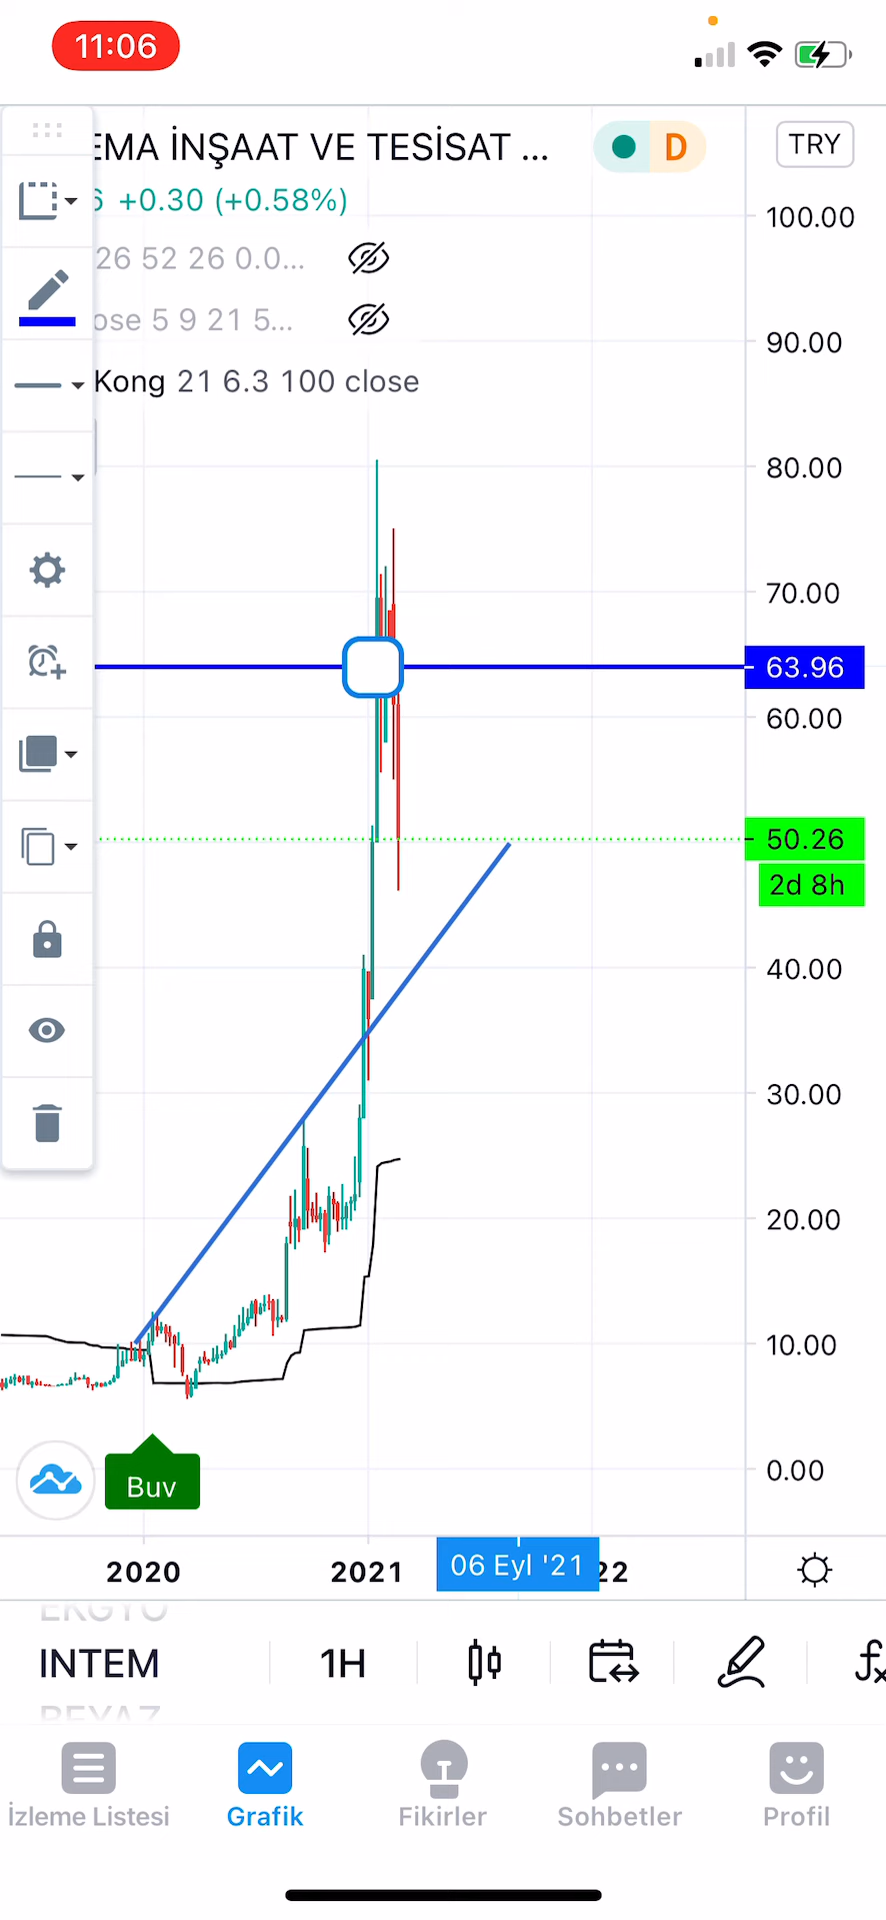 11:06
EMA İNŞAAT VE TESİSAT ... D TRY
6 +0.30 (+0.58%)
26 52 26 0.0...
ose 5 9 21 5...
Kong 21 6.3 100 close
100.00
90.00
80.00
70.00
63.96
60.00
50.26
2d 8h
40.00
30.00
20.00
10.00
0.00
Buv
2020 2021 06 Eyl '21 22
EKGYO
INTEM 1H
BEYAZ
İzleme Listesi Grafik Fikirler Sohbetler Profil